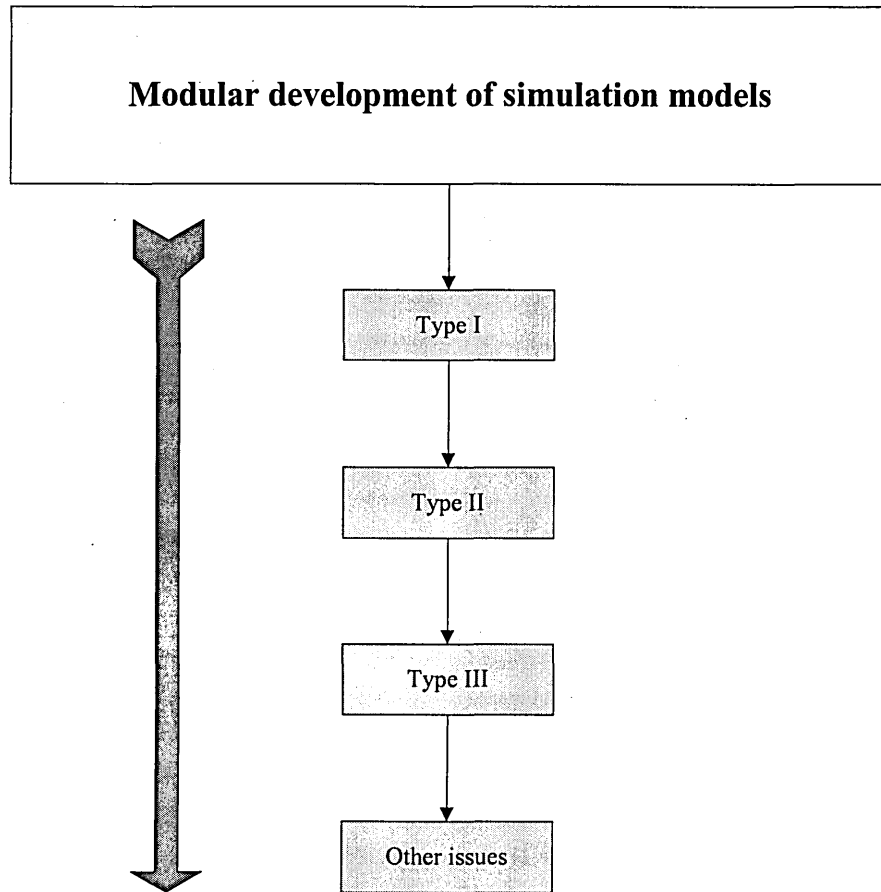 Modular development of simulation models
Type I
Type II
Type III
Other issues